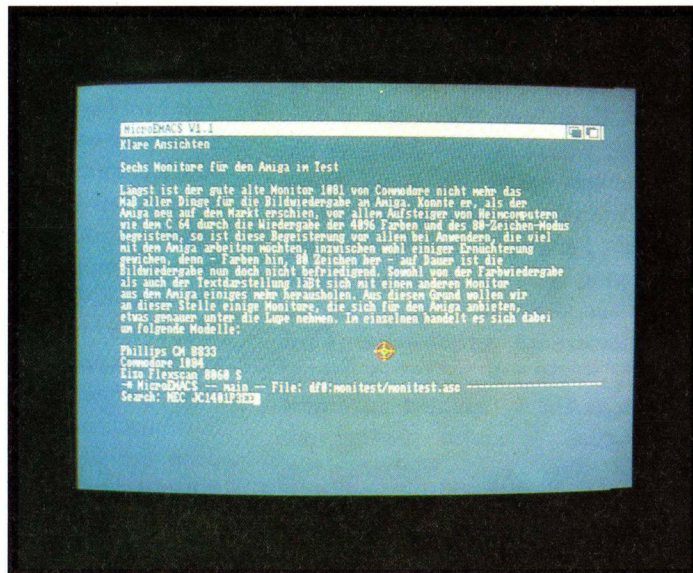 MicroEMACS V1.1
Klare Ansichten
Sechs Monitore für den Amiga im Test
Längst ist der gute alte Monitor 1081 von Commodore nicht mehr das
Maß aller Dinge für die Bildwiedergabe am Amiga. Konnte er, als der
Amiga neu auf dem Markt erschien, vor allem Aufsteiger von Heimcomputern
wie dem C 64 durch die Wiedergabe der 4096 Farben und des 80-Zeichen-Modus
begeistern, so ist diese Begeisterung vor allem bei Anwendern, die viel
mit dem Amiga arbeiten möchten, inzwischen wohl einiger Ernüchterung
gewichen, denn - Farben hin, 80 Zeichen her - auf Dauer ist die
Bildwiedergabe nun doch nicht befriedigend. Sowohl von der Farbwiedergabe
als auch der Textdarstellung läßt sich mit einem anderen Monitor
aus dem Amiga einiges mehr herausholen. Aus diesem Grund wollen wir
an dieser Stelle einige Monitore, die sich für den Amiga anbieten,
etwas genauer unter die Lupe nehmen. Im einzelnen handelt es sich dabei
um folgende Modelle:
Phillips CM 8833
Commodore 1084
Eizo Flexscan 8060 S
-* MicroEMACS -- main -- File: df0:monitest/monitest.asc --------------------
Search: NEC JC1401P3EE